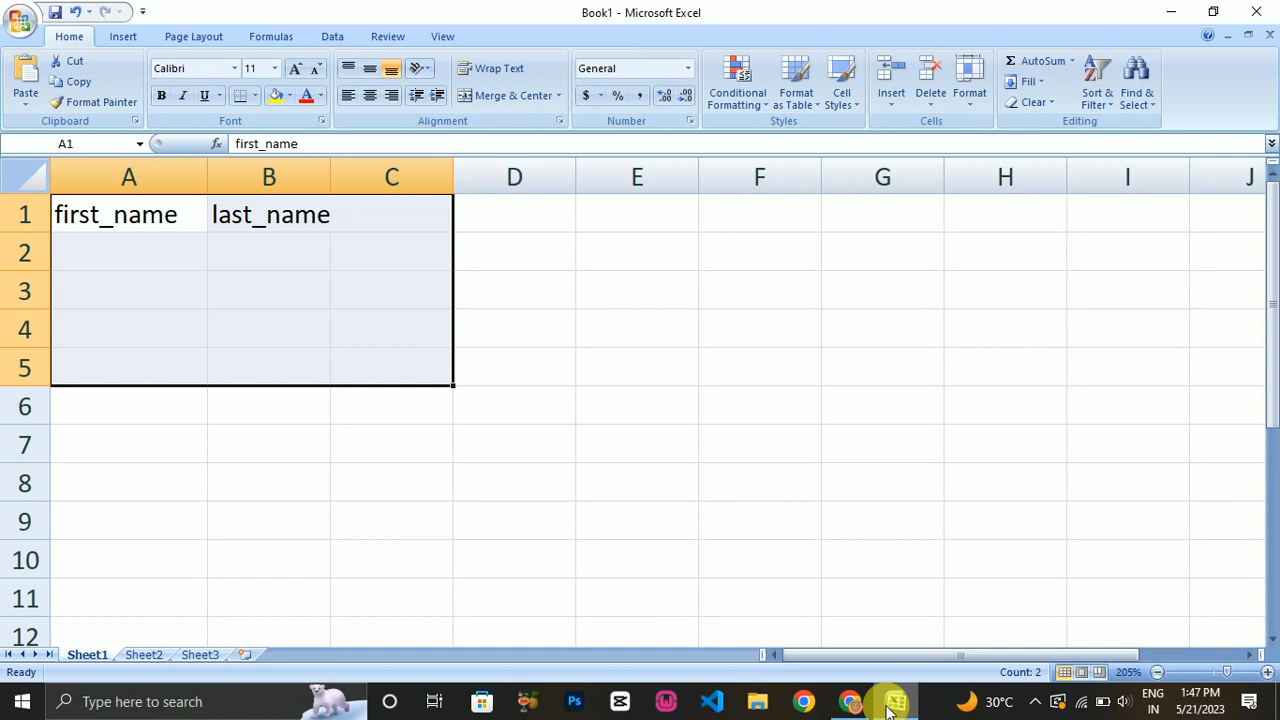 Book1 - Microsoft Excel
Home Insert Page Layout Formulas Data Review View
Paste
Cut
Copy
Format Painter
Clipboard
Calibri 11 A A
B I U A
Font
Wrap Text
Merge & Center
Alignment
General
$ % ,
Number
Conditional Formatting
Format as Table
Cell Styles
Styles
Insert
Delete
Format
Cells
Σ AutoSum
Fill
Clear
Sort & Filter
Find & Select
Editing
A1 fx first_name
A B C D E F G H I J
1 first_name last_name
2
3
4
5
6
7
8
9
10
11
12
Sheet1 Sheet2 Sheet3
Ready Count: 2 205%
Type here to search
Ps
30°C
ENG
IN
1:47 PM
5/21/2023